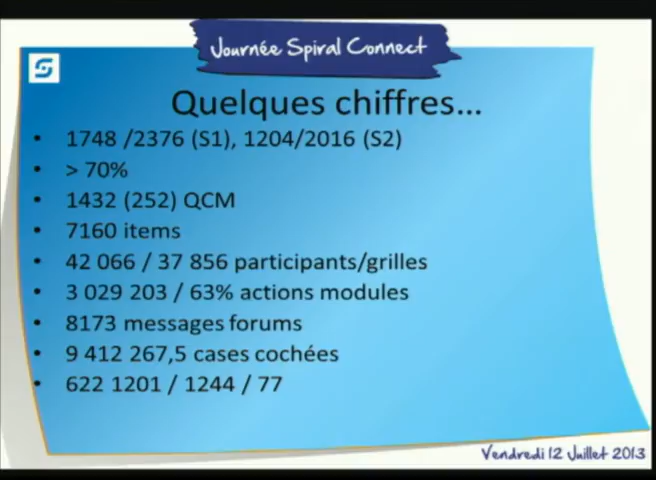 Journée Spiral Connect
Quelques chiffres...
• 1748 /2376 (S1), 1204/2016 (S2)
• > 70%
• 1432 (252) QCM
• 7160 items
• 42 066 / 37 856 participants/grilles
• 3 029 203 / 63% actions modules
• 8173 messages forums
• 9 412 267,5 cases cochées
• 622 1201 / 1244 / 77
Vendredi 12 Juillet 2013